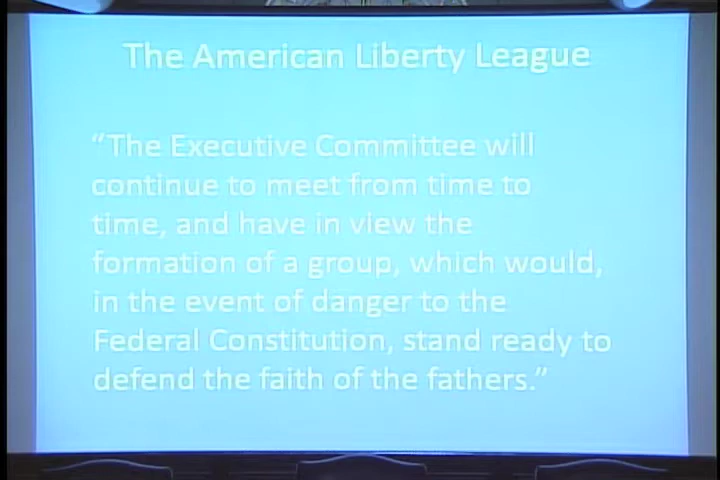 The American Liberty League
“The Executive Committee will
continue to meet from time to
time, and have in view the
formation of a group, which would,
in the event of danger to the
Federal Constitution, stand ready to
defend the faith of the fathers.”